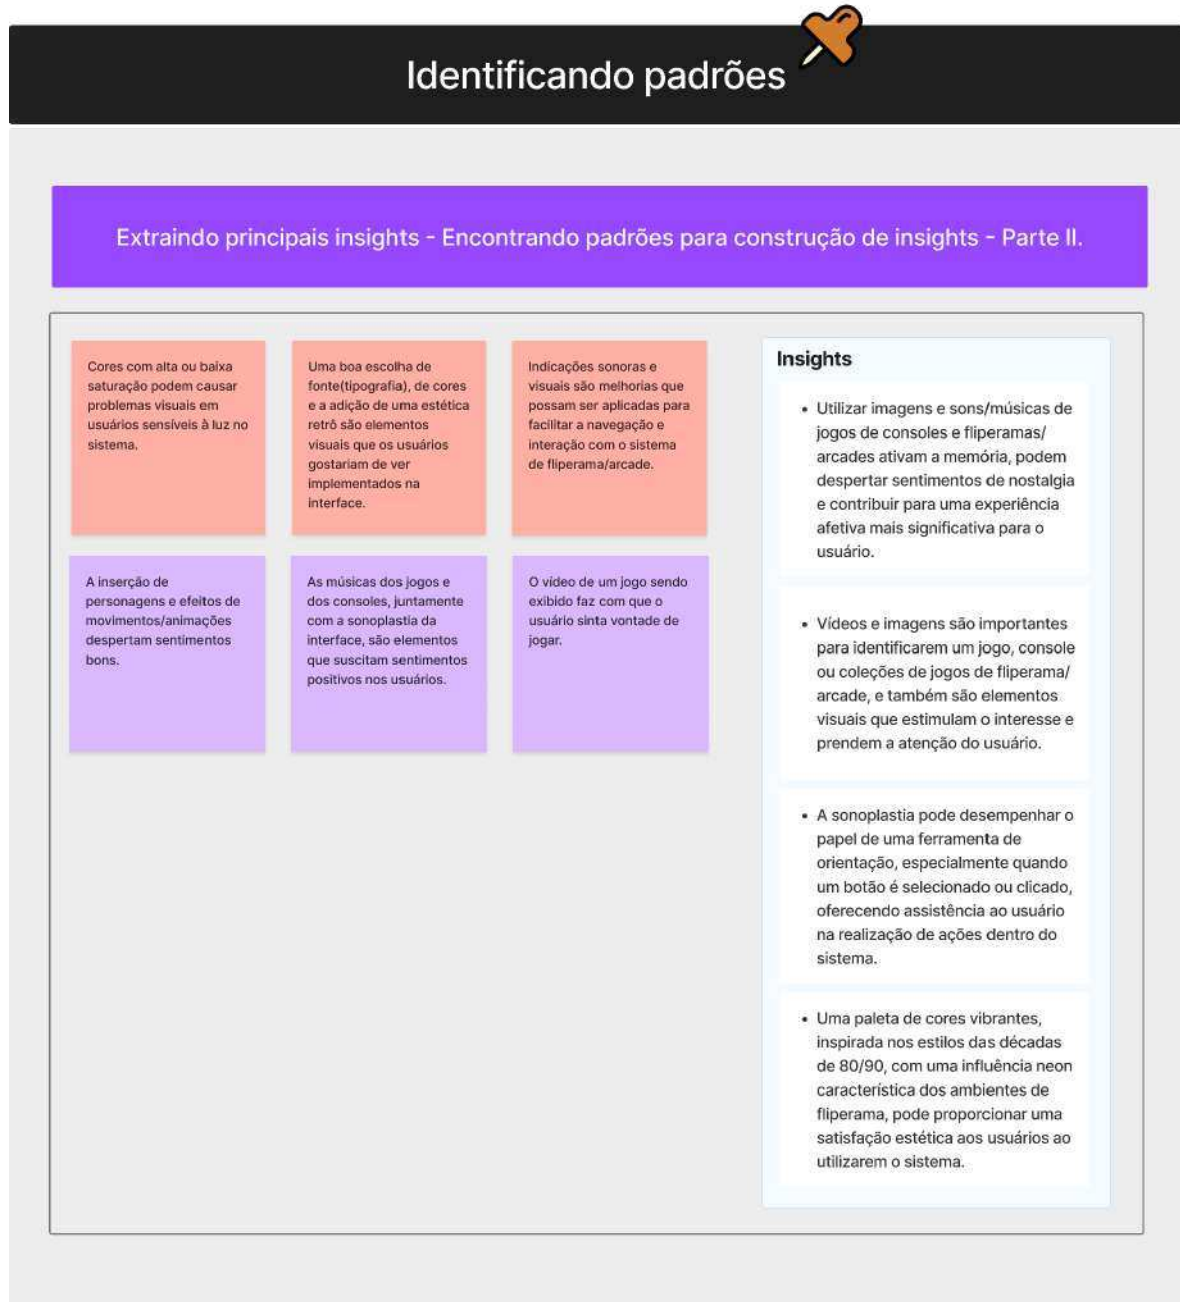 Identificando padrões
Extraindo principais insights - Encontrando padrões para construção de insights - Parte II.
Cores com alta ou baixa
saturação podem causar
problemas visuais em
usuários sensíveis à luz no
sistema.
Uma boa escolha de
fonte(tipografia), de cores
e a adição de uma estética
retrô são elementos
visuais que os usuários
gostariam de ver
implementados na
interface.
Indicações sonoras e
visuais são melhorias que
possam ser aplicadas para
facilitar a navegação e
interação com o sistema
de fliperama/arcade.
A inserção de
personagens e efeitos de
movimentos/animações
despertam sentimentos
bons.
As músicas dos jogos e
dos consoles, juntamente
com a sonoplastia da
interface, são elementos
que suscitam sentimentos
positivos nos usuários.
O vídeo de um jogo sendo
exibido faz com que o
usuário sinta vontade de
jogar.
Insights
• Utilizar imagens e sons/músicas de
jogos de consoles e fliperamas/
arcades ativam a memória, podem
despertar sentimentos de nostalgia
e contribuir para uma experiência
afetiva mais significativa para o
usuário.
• Vídeos e imagens são importantes
para identificarem um jogo, console
ou coleções de jogos de fliperama/
arcade, e também são elementos
visuais que estimulam o interesse e
prendem a atenção do usuário.
• A sonoplastia pode desempenhar o
papel de uma ferramenta de
orientação, especialmente quando
um botão é selecionado ou clicado,
oferecendo assistência ao usuário
na realização de ações dentro do
sistema.
• Uma paleta de cores vibrantes,
inspirada nos estilos das décadas
de 80/90, com uma influência neon
característica dos ambientes de
fliperama, pode proporcionar uma
satisfação estética aos usuários ao
utilizarem o sistema.